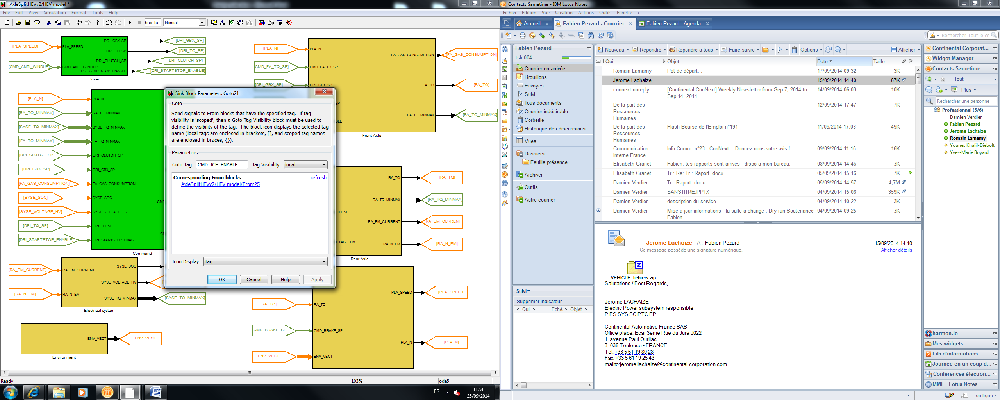 AxleSplitHEVv2/HEV model *
File Edit View Simulation Format Tools Help
hev_te Normal
[PLA_SPEED]
PLA_SPEED
[CMD_ANTI_WINDUP]
CMD_ANTI_WINDUP
DRI_GBX_SP
[DRI_GBX_SP]
DRI_TQ_SP
[DRI_TQ_SP]
DRI_CLUTCH_SP
[DRI_CLUTCH_SP]
DRI_STARTSTOP_ENABLE
[DRI_STARTSTOP_ENABLE]
Driver
[PLA_N]
PLA_N
[RA_TQ_MINMAX]
RA_TQ_MINMAX
[SYSE_TQ_MINMAX]
SYSE_TQ_MINMAX
[FA_TQ_MINMAX]
FA_TQ_MINMAX
[DRI_CLUTCH_SP]
DRI_CLUTCH_SP
[DRI_GBX_SP]
DRI_GBX_SP
[FA_GAS_CONSUMPTION]
FA_GAS_CONSUMPTION
[SYSE_SOC]
SYSE_SOC
[SYSE_VOLTAGE_HV]
SYSE_VOLTAGE_HV
[DRI_TQ_SP]
DRI_TQ_SP
[DRI_STARTSTOP_ENABLE]
DRI_STARTSTOP_ENABLE
Command
[RA_EM_CURRENT]
RA_EM_CURRENT
[RA_N_EM]
RA_N_EM
SYSE_SOC
SYSE_VOLTAGE_HV
SYSE_TQ_MINMAX
[SYSE_TQ_MINMAX]
Electrical system
ENV_VECT
[ENV_VECT]
Environment
[PLA_N]
PLA_N
[CMD_FA_TQ_SP]
CMD_FA_TQ_SP
[DRI_GBX_SP]
DRI_GBX_SP
FA_GAS_CONSUMPTION
[FA_GAS_CONSUMPTION]
FA_TQ
[FA_TQ]
FA_TQ_MINMAX
[FA_TQ_MINMAX]
Front Axle
RA_TQ
[RA_TQ]
RA_TQ_MINMAX
[RA_TQ_MINMAX]
RA_EM_CURRENT
[RA_EM_CURRENT]
RA_N_EM
[RA_N_EM]
Rear Axle
[RA_TQ]
RA_TQ
[CMD_BRAKE_SP]
CMD_BRAKE_SP
[ENV_VECT]
ENV_VECT
PLA_SPEED
[PLA_SPEED]
PLA_N
[PLA_N]
Sink Block Parameters: Goto21
Goto
Send signals to From blocks that have the specified tag. If tag
visibility is 'scoped', then a Goto Tag Visibility block must be used to
define the visibility of the tag. The block icon displays the selected tag
name (local tags are enclosed in brackets, [], and scoped tag names
are enclosed in braces, {}).
Parameters
Goto Tag: CMD_ICE_ENABLE Tag Visibility: local
Corresponding From blocks: refresh
AxleSplitHEVv2/HEV model/From25
Icon Display: Tag
OK Cancel Help Apply
Ready 103% ode5
FR 11:51
25/09/2014
Contacts Sametime - IBM Lotus Notes
Fichier Edition Vue Création Actions Outils Fenêtre ?
Accueil Fabien Pezard - Courrier Fabien Pezard - Agenda
Rechercher Tout le co
Fabien Pezard
tslc004
Courrier en arrivée
Brouillons
Envoyés
Suivi
Tous documents
Courrier indésirable
Corbeille
Historique des discussions
Vues
Dossiers
Feuille présence
Archiver
Outils
Autre courrier
Suivi
Supprimer indicateur
Qui Eché Objet
Nouveau Répondre Répondre à tous Faire suivre Options Afficher
! Qui Objet Date Taille
Romain Lamamy Pot de départ... 17/09/2014 09:32 3K
Jerome Lachaize 15/09/2014 14:40 87K
connext-noreply [Continental ConNext] Weekly Newsletter from Sep 7, 2014 to 14/09/2014 06:03 10K
Sep 14, 2014
De la part des 12/09/2014 17:47 7K
Ressources
Humaines
De la part des Flash Bourse de l'Emploi n°191 11/09/2014 17:03 49K
Ressources
Humaines
Communication Info Comm n°23 - ConNext : Donnez-nous votre avis ! 09/09/2014 11:16 16K
Interne France
Elisabeth Granet Fabien, tes rapports sont arrivés - dispo à mon bureau. 08/09/2014 14:46 3K
Elisabeth Granet Tr : Re: Tr : Raport .docx 05/09/2014 15:16 7K
Damien Verdier Tr : Raport .docx 05/09/2014 14:57 4,7M
Damien Verdier SANSTITRE.PPTX 04/09/2014 15:06 359K
Damien Verdier description du service 04/09/2014 10:22 3K
Damien Verdier Mise à jour informations - la salle a changé : Dry run Soutenance 04/09/2014 09:25 3K
Fabien
Jerome Lachaize A : Fabien Pezard 15/09/2014 14:40
Ce message possède une signature numérique. Afficher détails
VEHICLE_fichiers.zip
Salutations / Best Regards,
Jérôme LACHAIZE
Electric Power subsystem responsible
P ES SYS SC PTC EP
Continental Automotive France SAS
Office place: Ecar 3eme Rue du Jura J022
1, avenue Paul Ourliac
31036 Toulouse - FRANCE
Tel: +33 5 61 19 80 28
Fax: +33 5 61 19 25 43
mailto:jerome.lachaize@continental-corporation.com
Continental Corporat...
Widget Manager
Contacts Sametime
Tout
Plus
Rechercher une personne
Professionnel (5/6)
Damien Verdier
Fabien Pezard
Jerome Lachaize
Romain Lamamy
Younes Khalil-Diebolt
Yves-Marie Boyard
harmon.ie
Mes widgets
Fils d'informations
Journée en un coup d...
Conférences électron...
MML - Lotus Notes
en ligne